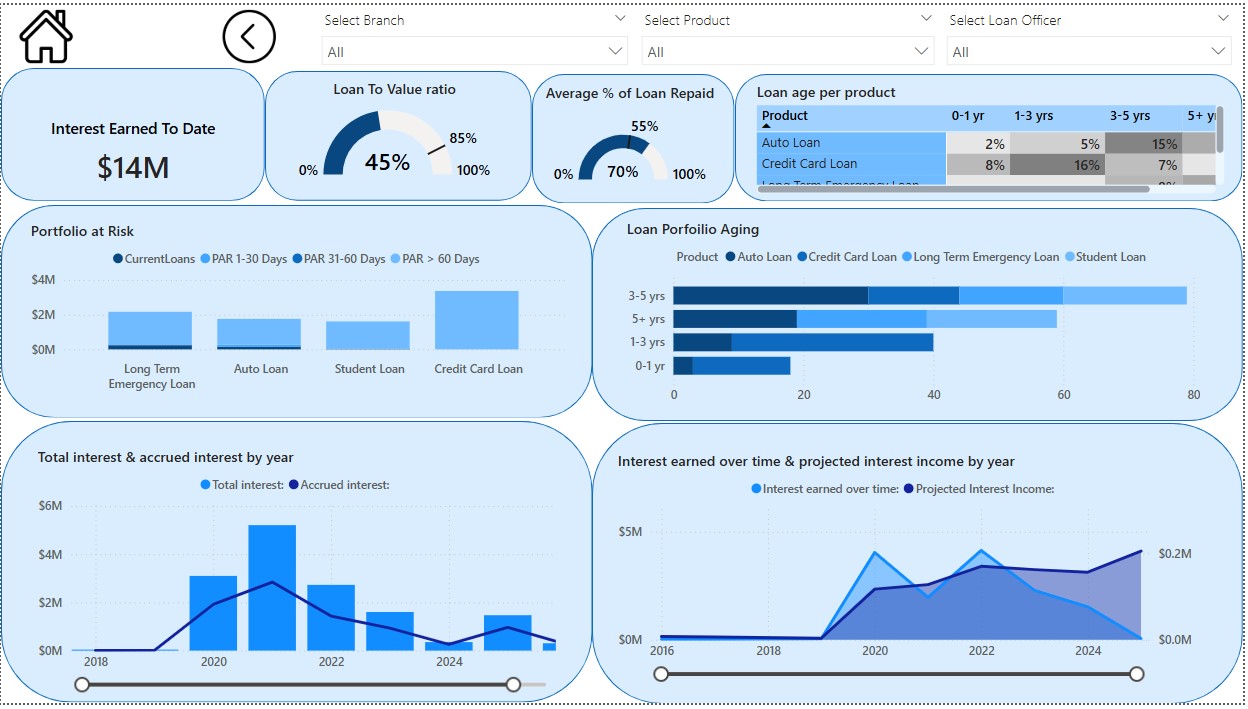 Select Branch
Select Product
Select Loan Officer
All
All
All
Interest Earned To Date
$14M
Loan To Value ratio
85%
45%
0%
100%
Average % of Loan Repaid
55%
0%
70%
100%
Loan age per product
Product 0-1 yr 1-3 yrs 3-5 yrs 5+ y
Auto Loan 2% 5% 15%
Credit Card Loan 8% 16% 7%
Long Term Emergency Loan
Portfolio at Risk
CurrentLoans PAR 1-30 Days PAR 31-60 Days PAR > 60 Days
$4M
$2M
$0M
Long Term
Emergency Loan
Auto Loan
Student Loan
Credit Card Loan
Loan Porfoilio Aging
Product Auto Loan Credit Card Loan Long Term Emergency Loan Student Loan
3-5 yrs
5+ yrs
1-3 yrs
0-1 yr
0 20 40 60 80
Total interest & accrued interest by year
Total interest: Accrued interest:
$6M
$4M
$2M
$0M
2018 2020 2022 2024
Interest earned over time & projected interest income by year
Interest earned over time: Projected Interest Income:
$5M
$0.2M
$0M
$0.0M
2016 2018 2020 2022 2024